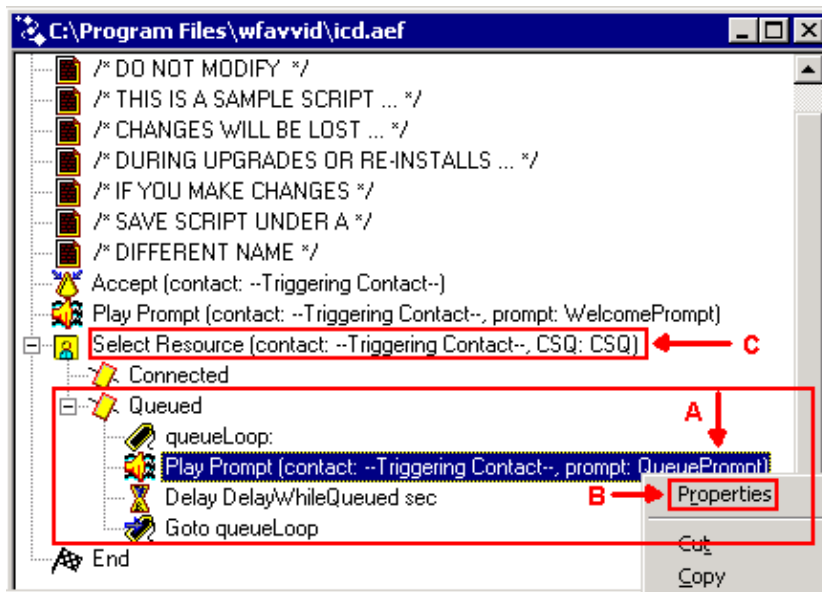 C:\Program Files\wfavvid\icd.aef
/* DO NOT MODIFY */
/* THIS IS A SAMPLE SCRIPT ... */
/* CHANGES WILL BE LOST ... */
/* DURING UPGRADES OR RE-INSTALLS ... */
/* IF YOU MAKE CHANGES */
/* SAVE SCRIPT UNDER A */
/* DIFFERENT NAME */
Accept (contact: --Triggering Contact--)
Play Prompt (contact: --Triggering Contact--, prompt: WelcomePrompt)
Select Resource (contact: --Triggering Contact--, CSQ: CSQ) C
Connected
Queued A
queueLoop:
Play Prompt (contact: --Triggering Contact--, prompt: QueuePrompt)
Delay DelayWhileQueued sec B Properties
Goto queueLoop
Cut
End
Copy